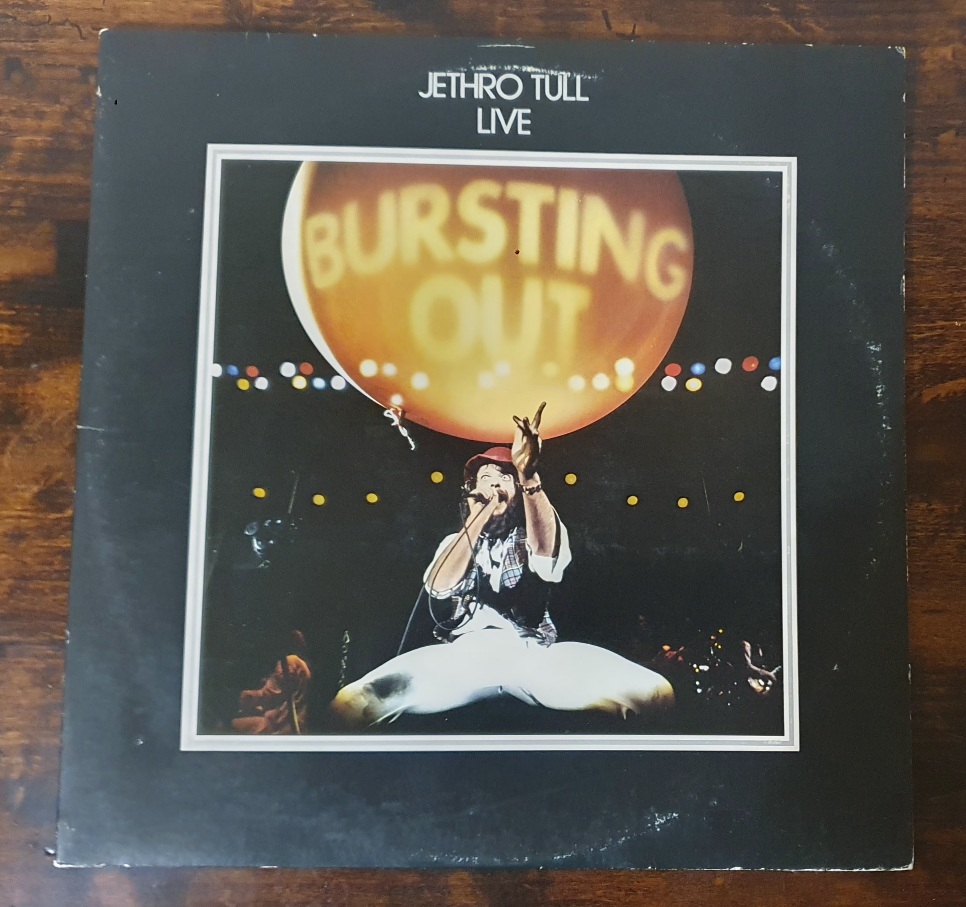 JETHRO TULL
LIVE
BURSTING
OUT